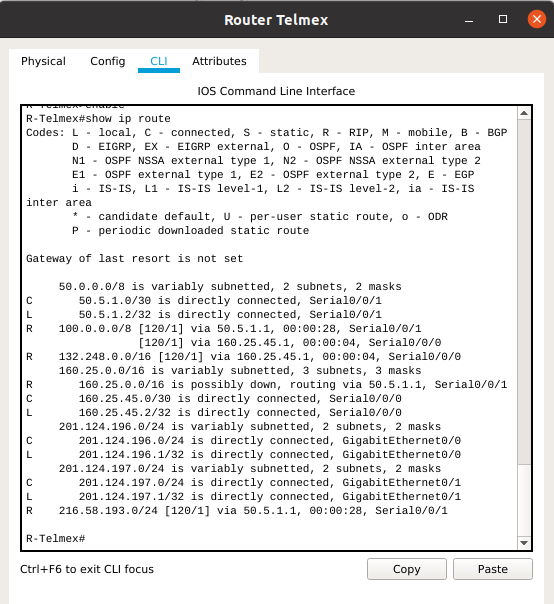 Router Telmex
Physical Config CLI Attributes
IOS Command Line Interface
R-Telmex>enable
R-Telmex#show ip route
Codes: L - local, C - connected, S - static, R - RIP, M - mobile, B - BGP
D - EIGRP, EX - EIGRP external, O - OSPF, IA - OSPF inter area
N1 - OSPF NSSA external type 1, N2 - OSPF NSSA external type 2
E1 - OSPF external type 1, E2 - OSPF external type 2, E - EGP
i - IS-IS, L1 - IS-IS level-1, L2 - IS-IS level-2, ia - IS-IS
inter area
* - candidate default, U - per-user static route, o - ODR
P - periodic downloaded static route
Gateway of last resort is not set
50.0.0.0/8 is variably subnetted, 2 subnets, 2 masks
C 50.5.1.0/30 is directly connected, Serial0/0/1
L 50.5.1.2/32 is directly connected, Serial0/0/1
R 100.0.0.0/8 [120/1] via 50.5.1.1, 00:00:28, Serial0/0/1
[120/1] via 160.25.45.1, 00:00:04, Serial0/0/0
R 132.248.0.0/16 [120/1] via 160.25.45.1, 00:00:04, Serial0/0/0
160.25.0.0/16 is variably subnetted, 3 subnets, 3 masks
R 160.25.0.0/16 is possibly down, routing via 50.5.1.1, Serial0/0/1
C 160.25.45.0/30 is directly connected, Serial0/0/0
L 160.25.45.2/32 is directly connected, Serial0/0/0
201.124.196.0/24 is variably subnetted, 2 subnets, 2 masks
C 201.124.196.0/24 is directly connected, GigabitEthernet0/0
L 201.124.196.1/32 is directly connected, GigabitEthernet0/0
201.124.197.0/24 is variably subnetted, 2 subnets, 2 masks
C 201.124.197.0/24 is directly connected, GigabitEthernet0/1
L 201.124.197.1/32 is directly connected, GigabitEthernet0/1
R 216.58.193.0/24 [120/1] via 50.5.1.1, 00:00:28, Serial0/0/1
R-Telmex#
Ctrl+F6 to exit CLI focus Copy Paste